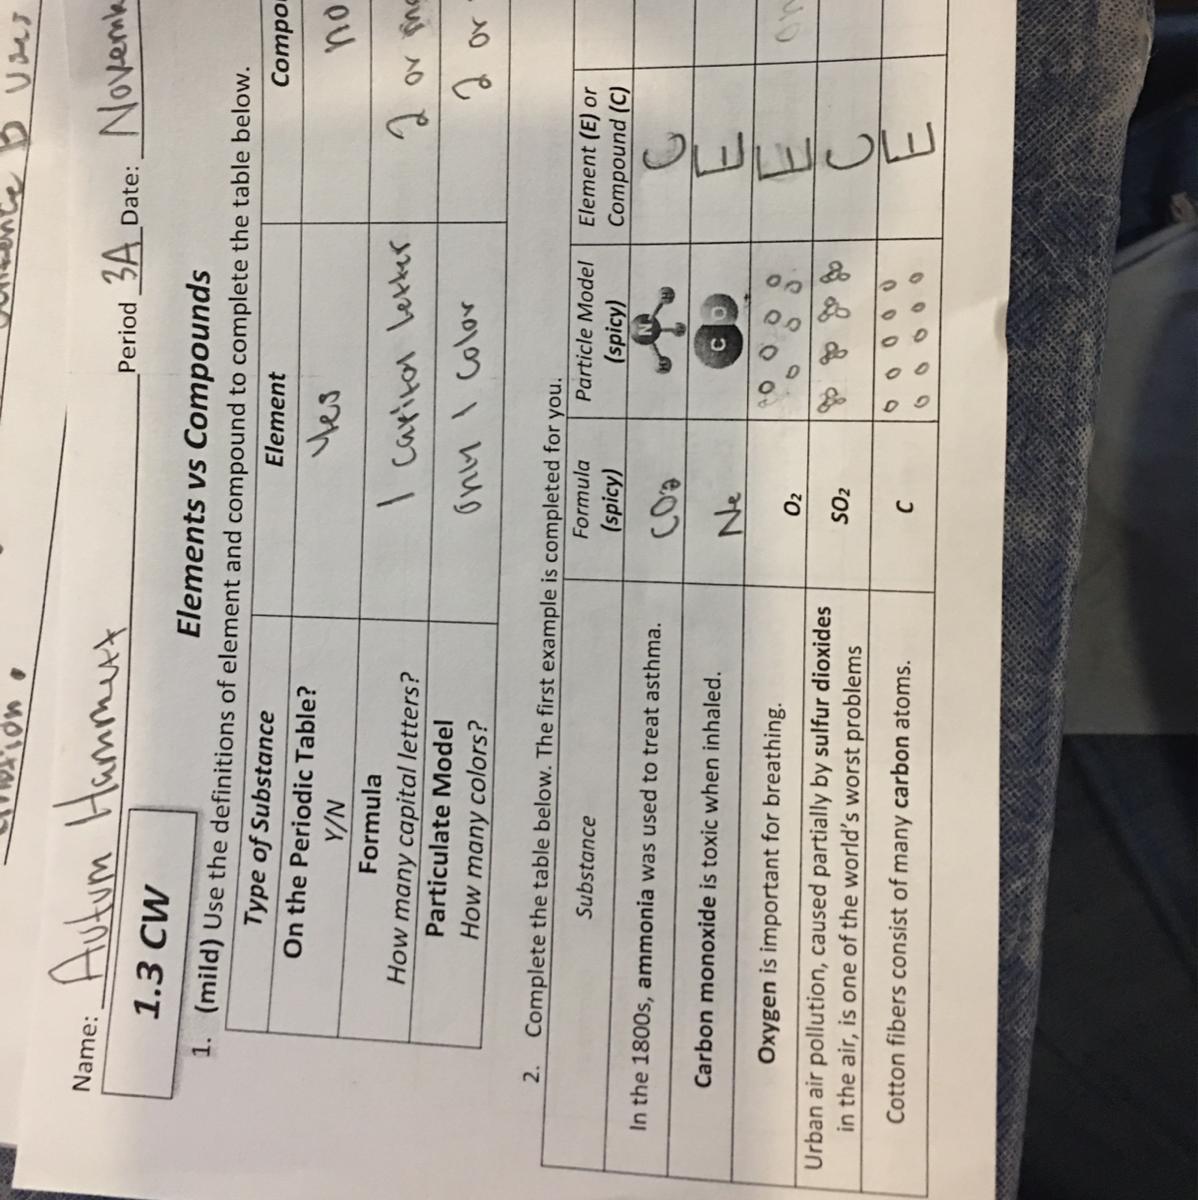 Name: Autum Hammett Period 3A Date: Novemb
1.3 CW
Elements vs Compounds
1. (mild) Use the definitions of element and compound to complete the table below.
Type of Substance Element Compo
On the Periodic Table? Y/N yes no
Formula
How many capital letters? 1 capital letter 2 or mo
Particulate Model
How many colors? only 1 color 2 or
2. Complete the table below. The first example is completed for you.
Substance Formula (spicy) Particle Model (spicy) Element (E) or Compound (C)
In the 1800s, ammonia was used to treat asthma. CO2 N H H H C
Carbon monoxide is toxic when inhaled. Ne C O E
Oxygen is important for breathing. O₂ E
Urban air pollution, caused partially by sulfur dioxides
in the air, is one of the world's worst problems SO₂ C
Cotton fibers consist of many carbon atoms. C E